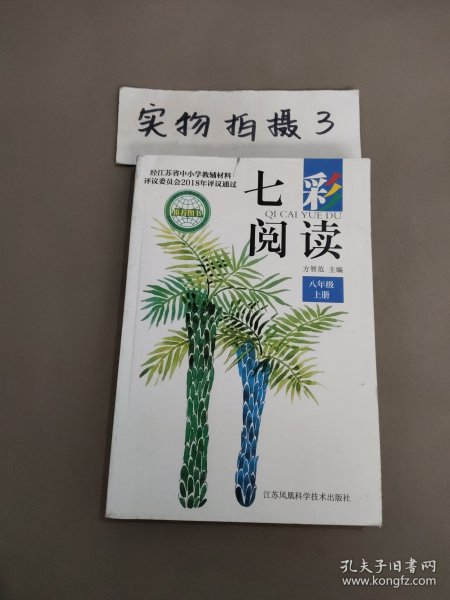 实物拍摄3
经江苏省中小学教辅材料
评议委员会2018年评议通过
推荐图书
七彩
QI CAI YUE DU
阅读
方智范 主编
八年级
上册
江苏凤凰科学技术出版社
孔夫子旧书网
www.kongfz.com